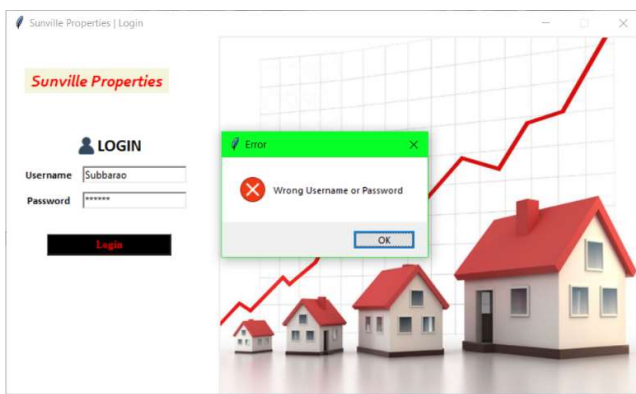 Sunville Properties | Login
Sunville Properties
LOGIN
Username Subbarao
Password ******
Login
Error
Wrong Username or Password
OK